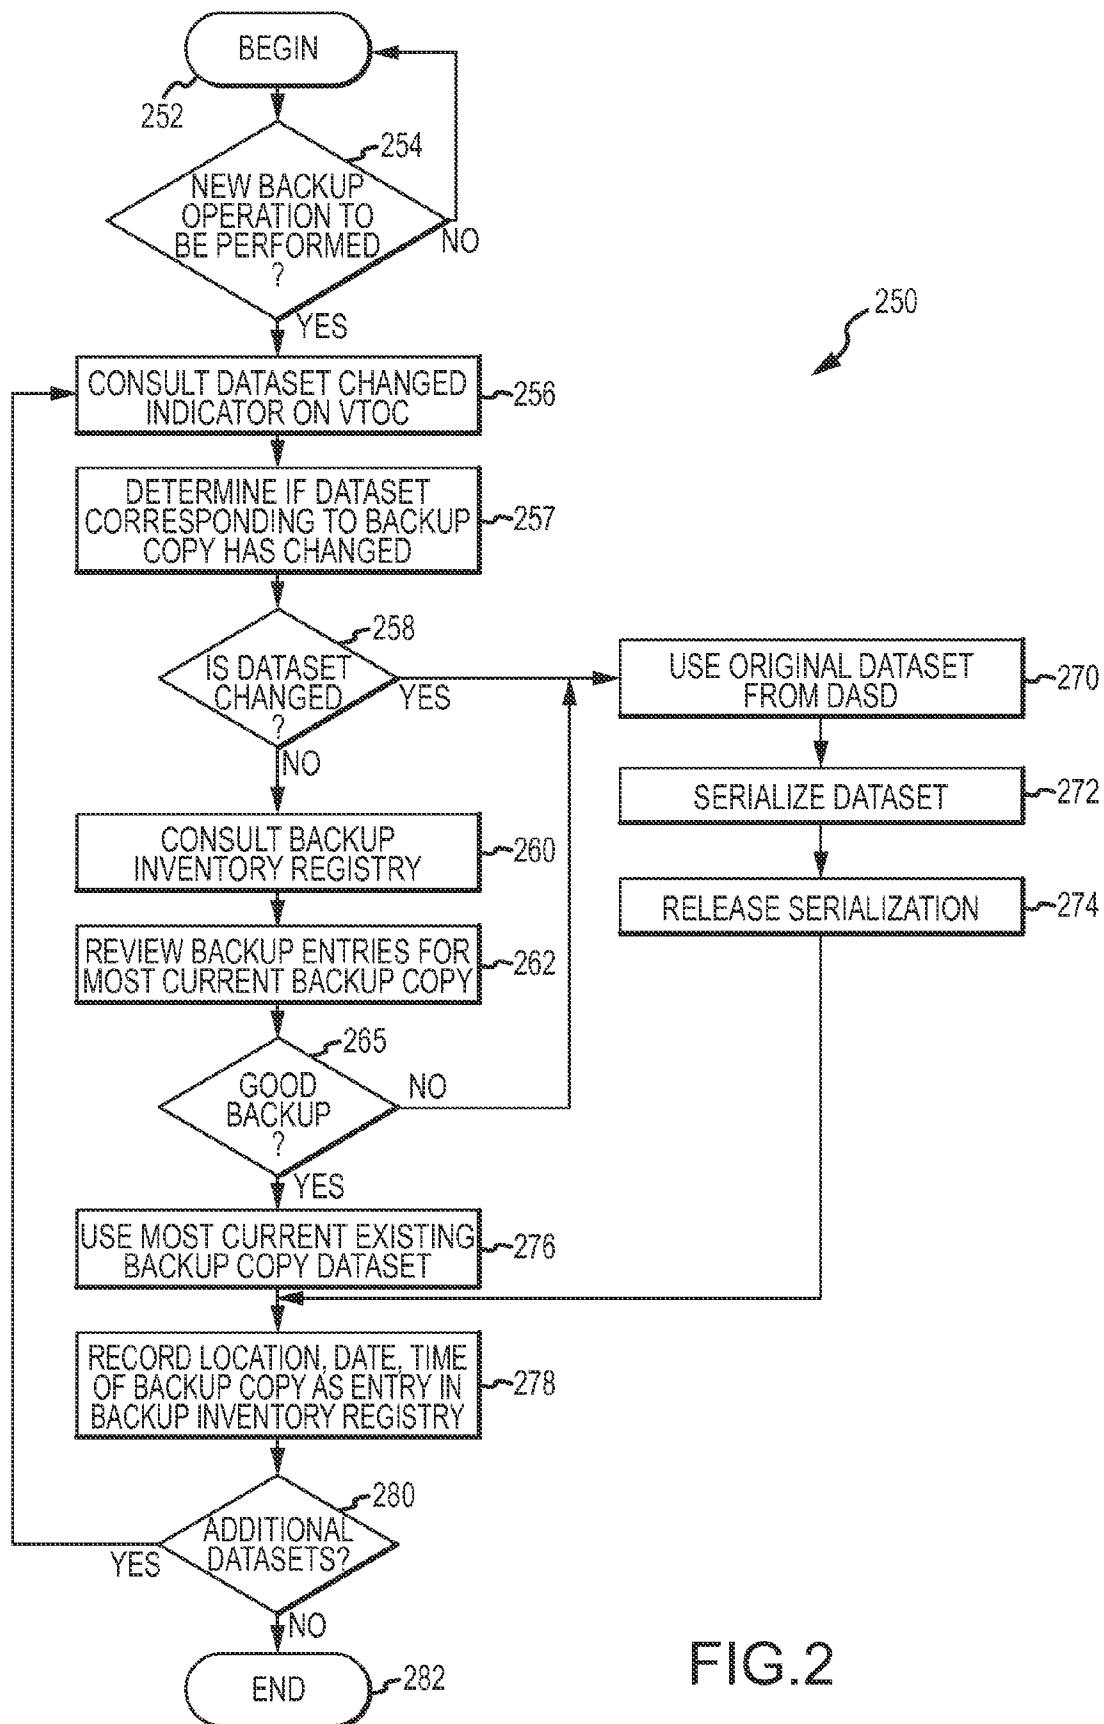 BEGIN
252
254
NEW BACKUP
OPERATION TO
BE PERFORMED
?
NO
YES
250
CONSULT DATASET CHANGED
INDICATOR ON VTOC
256
DETERMINE IF DATASET
CORRESPONDING TO BACKUP
COPY HAS CHANGED
257
258
IS DATASET
CHANGED
?
YES
NO
USE ORIGINAL DATASET
FROM DASD
270
SERIALIZE DATASET
272
RELEASE SERIALIZATION
274
CONSULT BACKUP
INVENTORY REGISTRY
260
REVIEW BACKUP ENTRIES FOR
MOST CURRENT BACKUP COPY
262
265
GOOD
BACKUP
?
NO
YES
USE MOST CURRENT EXISTING
BACKUP COPY DATASET
276
RECORD LOCATION, DATE, TIME
OF BACKUP COPY AS ENTRY IN
BACKUP INVENTORY REGISTRY
278
280
ADDITIONAL
DATASETS?
YES
NO
END
282
FIG.2